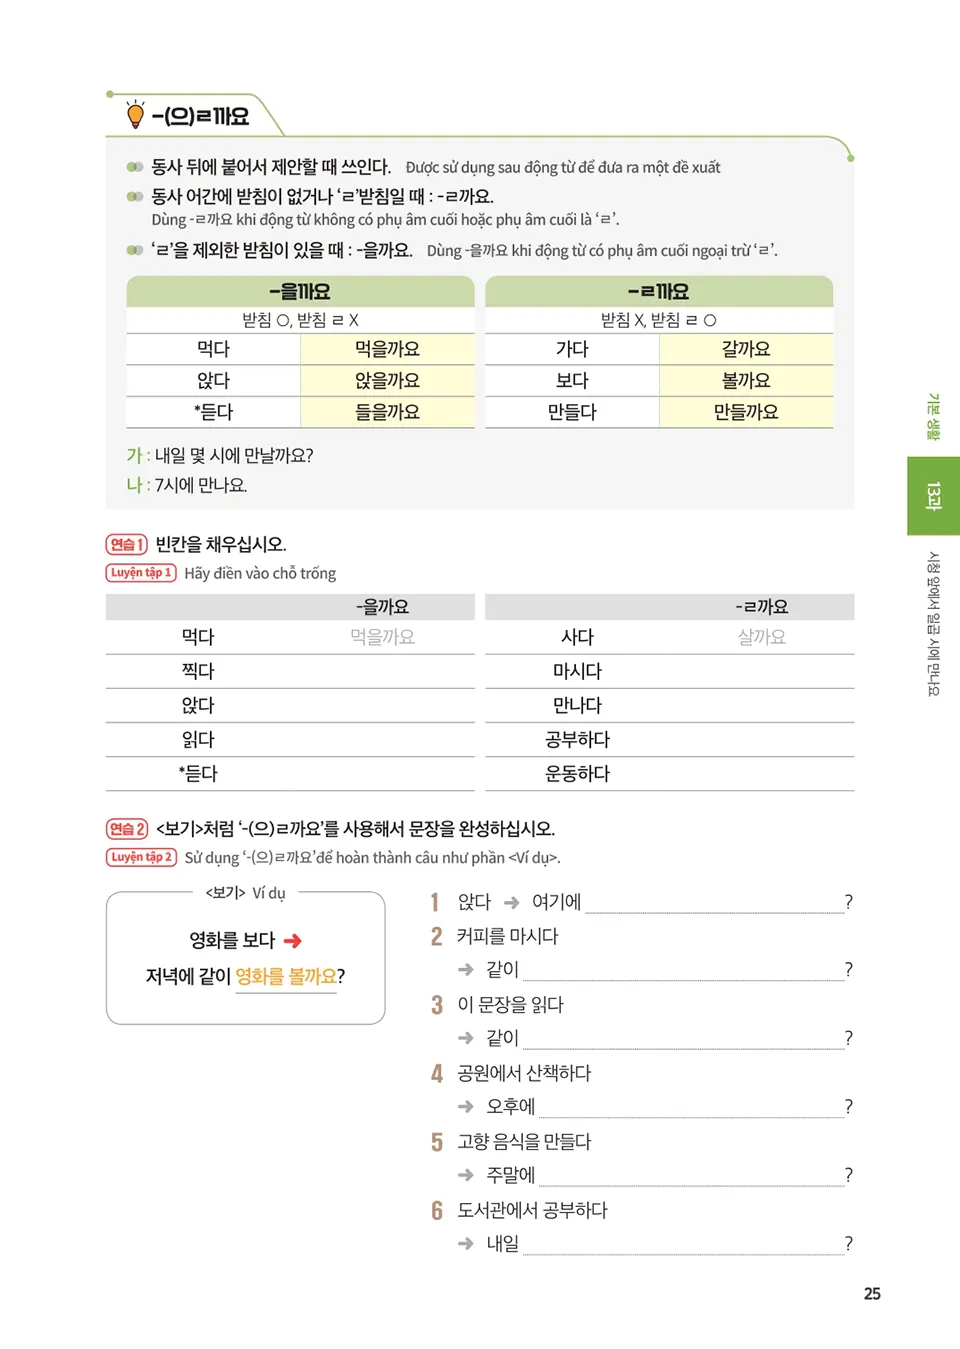 -(으)ㄹ까요
동사 뒤에 붙어서 제안할 때 쓰인다. Được sử dụng sau động từ để đưa ra một đề xuất
동사 어간에 받침이 없거나 ‘ㄹ’받침일 때 : -ㄹ까요.
Dùng -ㄹ까요 khi động từ không có phụ âm cuối hoặc phụ âm cuối là ‘ㄹ’.
‘ㄹ’을 제외한 받침이 있을 때 : -을까요. Dùng -을까요 khi động từ có phụ âm cuối ngoại trừ ‘ㄹ’.
-을까요 -ㄹ까요
받침 O, 받침 ㄹ X 받침 X, 받침 ㄹ O
먹다 먹을까요 가다 갈까요
앉다 앉을까요 보다 볼까요
*듣다 들을까요 만들다 만들까요
가 : 내일 몇 시에 만날까요?
나 : 7시에 만나요.
연습 1 빈칸을 채우십시오.
Luyện tập 1 Hãy điền vào chỗ trống
-을까요 -ㄹ까요
먹다 먹을까요 사다 살까요
찍다 마시다
앉다 만나다
읽다 공부하다
*듣다 운동하다
연습 2 <보기>처럼 ‘-(으)ㄹ까요’를 사용해서 문장을 완성하십시오.
Luyện tập 2 Sử dụng ‘-(으)ㄹ까요’để hoàn thành câu như phần <Ví dụ>.
<보기> Ví dụ
영화를 보다 ➜
저녁에 같이 영화를 볼까요?
1 앉다 ➜ 여기에 ?
2 커피를 마시다
➜ 같이 ?
3 이 문장을 읽다
➜ 같이 ?
4 공원에서 산책하다
➜ 오후에 ?
5 고향 음식을 만들다
➜ 주말에 ?
6 도서관에서 공부하다
➜ 내일 ?
기본 생활
13과
시청 앞에서 일곱 시에 만나요
25